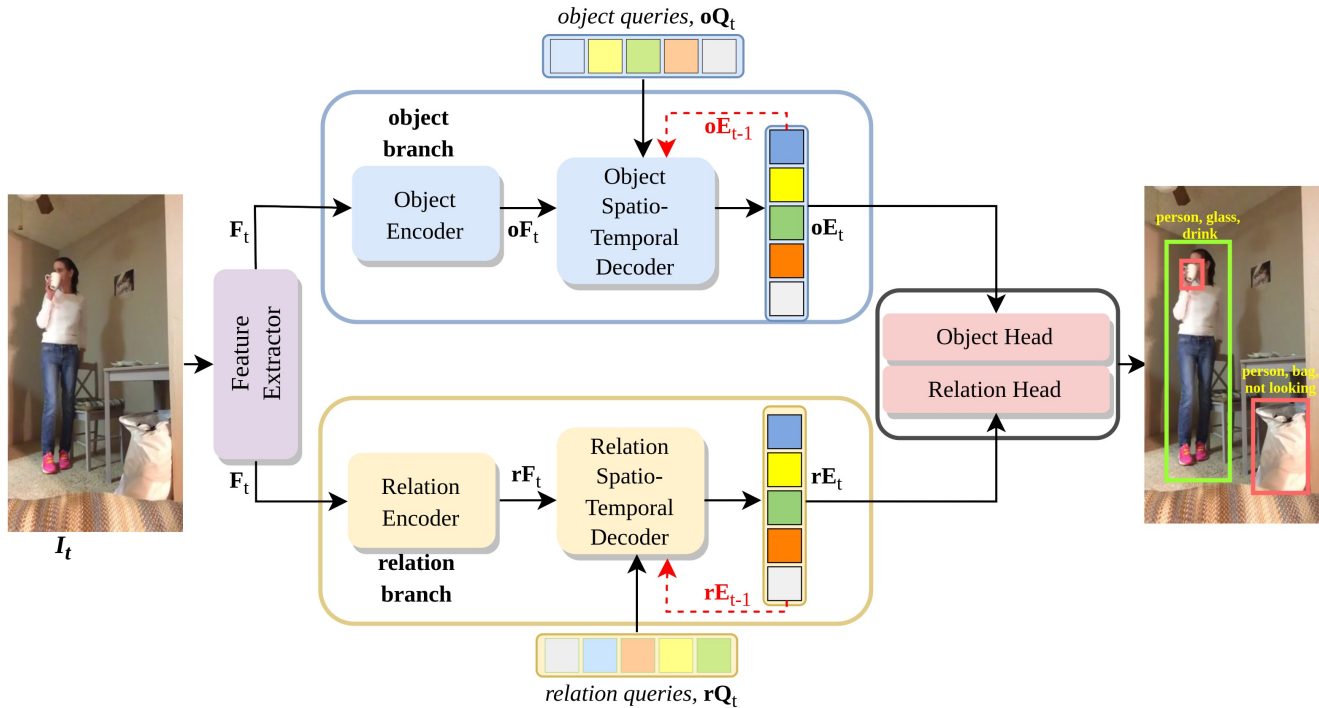 object queries, oQt
object
branch
oEt-1
Object
Encoder
Object
Spatio-
Temporal
Decoder
Ft
oFt
oEt
person, glass,
drink
Feature
Extractor
Object Head
Relation Head
person, bag,
not looking
Ft
Relation
Encoder
rFt
Relation
Spatio-
Temporal
Decoder
rEt
It
relation
branch
rEt-1
relation queries, rQt